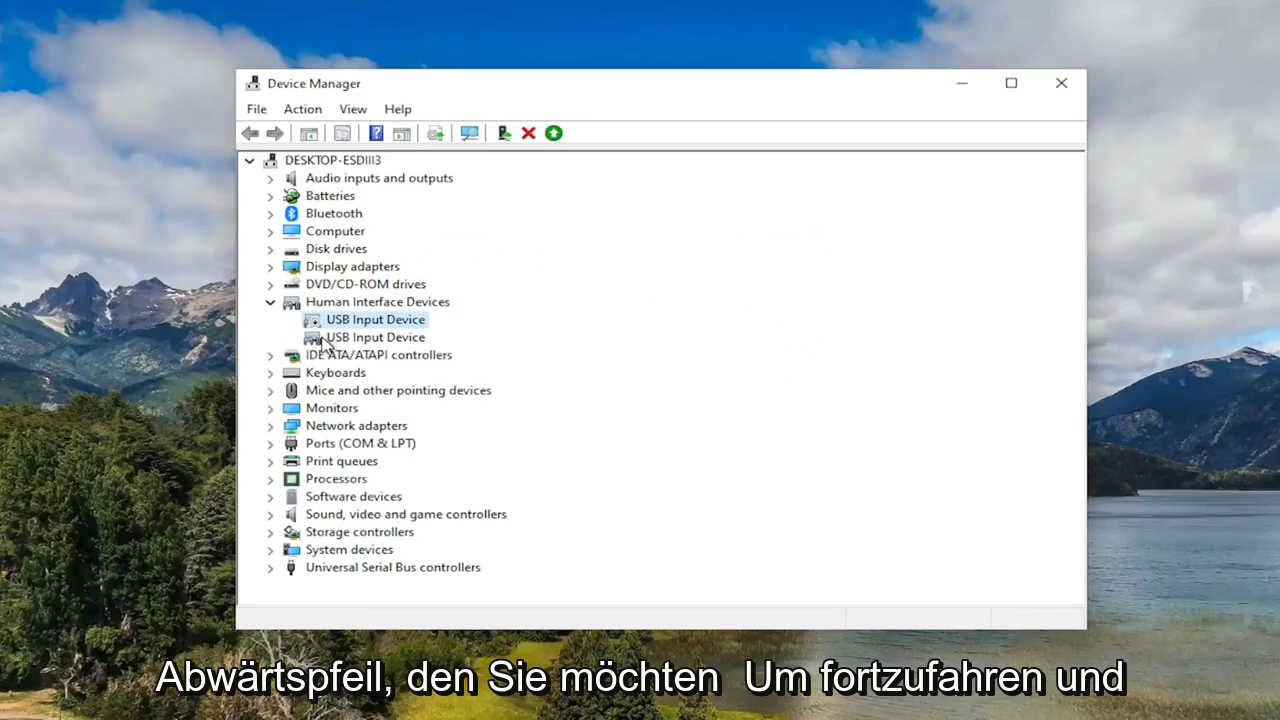 Device Manager
File Action View Help
DESKTOP-ESDIII3
Audio inputs and outputs
Batteries
Bluetooth
Computer
Disk drives
Display adapters
DVD/CD-ROM drives
Human Interface Devices
USB Input Device
USB Input Device
IDE ATA/ATAPI controllers
Keyboards
Mice and other pointing devices
Monitors
Network adapters
Ports (COM & LPT)
Print queues
Processors
Software devices
Sound, video and game controllers
Storage controllers
System devices
Universal Serial Bus controllers
Abwärtspfeil, den Sie möchten Um fortzufahren und